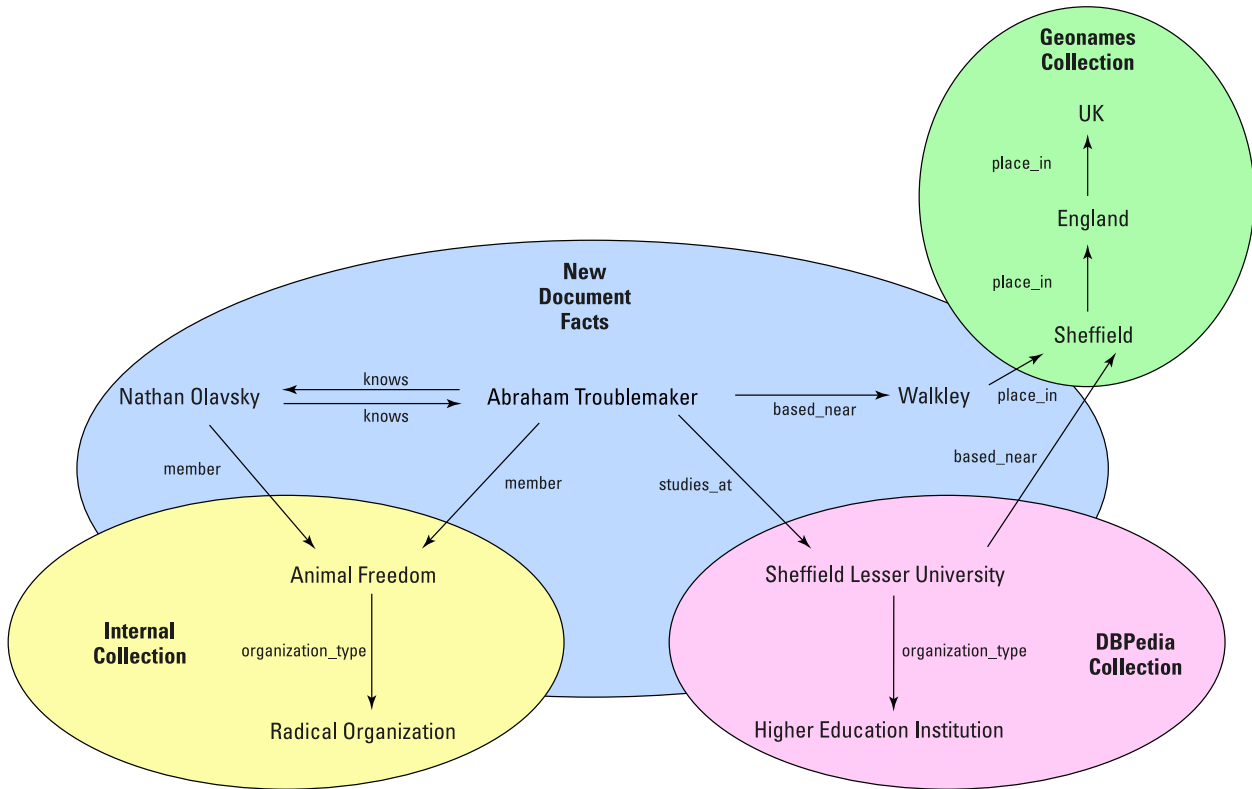 Geonames
Collection
UK
place_in
England
place_in
Sheffield
New
Document
Facts
Nathan Olavsky
knows
knows
Abraham Troublemaker
based_near
Walkley
place_in
member
member
studies_at
based_near
Animal Freedom
Sheffield Lesser University
Internal
Collection
organization_type
organization_type
DBPedia
Collection
Radical Organization
Higher Education Institution